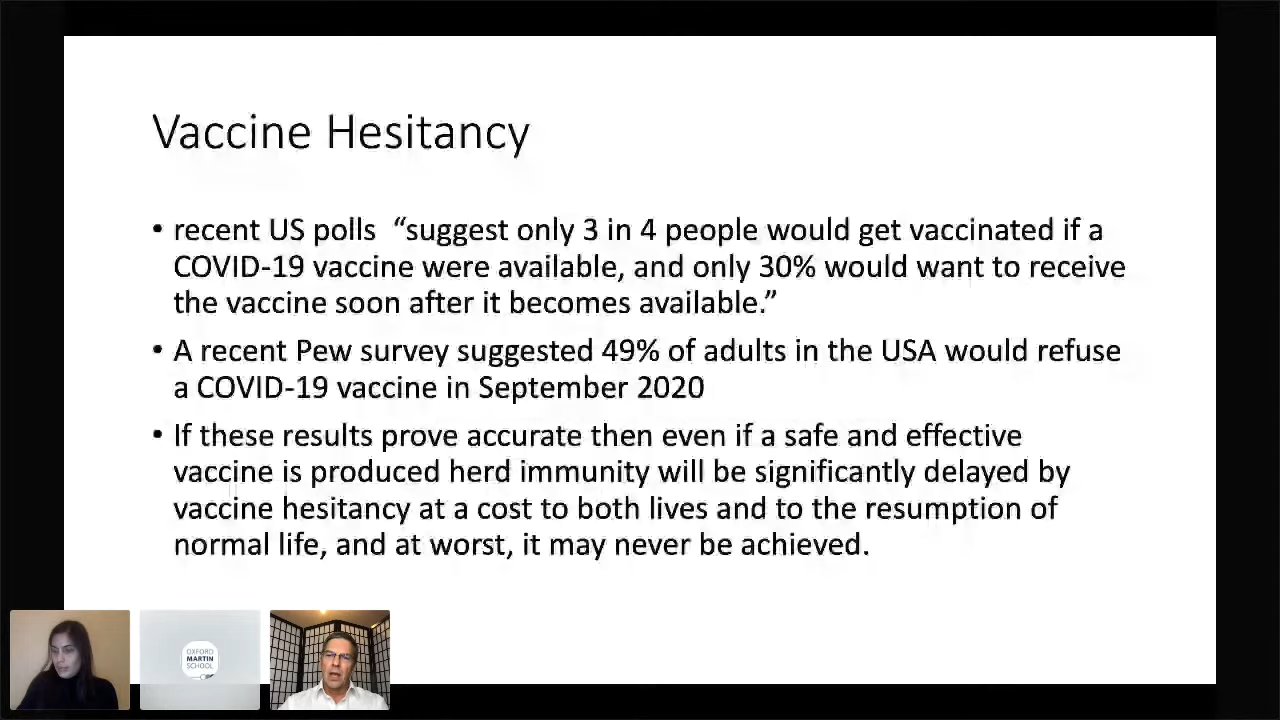 Vaccine Hesitancy
• recent US polls “suggest only 3 in 4 people would get vaccinated if a
COVID-19 vaccine were available, and only 30% would want to receive
the vaccine soon after it becomes available.”
• A recent Pew survey suggested 49% of adults in the USA would refuse
a COVID-19 vaccine in September 2020
• If these results prove accurate then even if a safe and effective
vaccine is produced herd immunity will be significantly delayed by
vaccine hesitancy at a cost to both lives and to the resumption of
normal life, and at worst, it may never be achieved.
OXFORD
MARTIN
SCHOOL